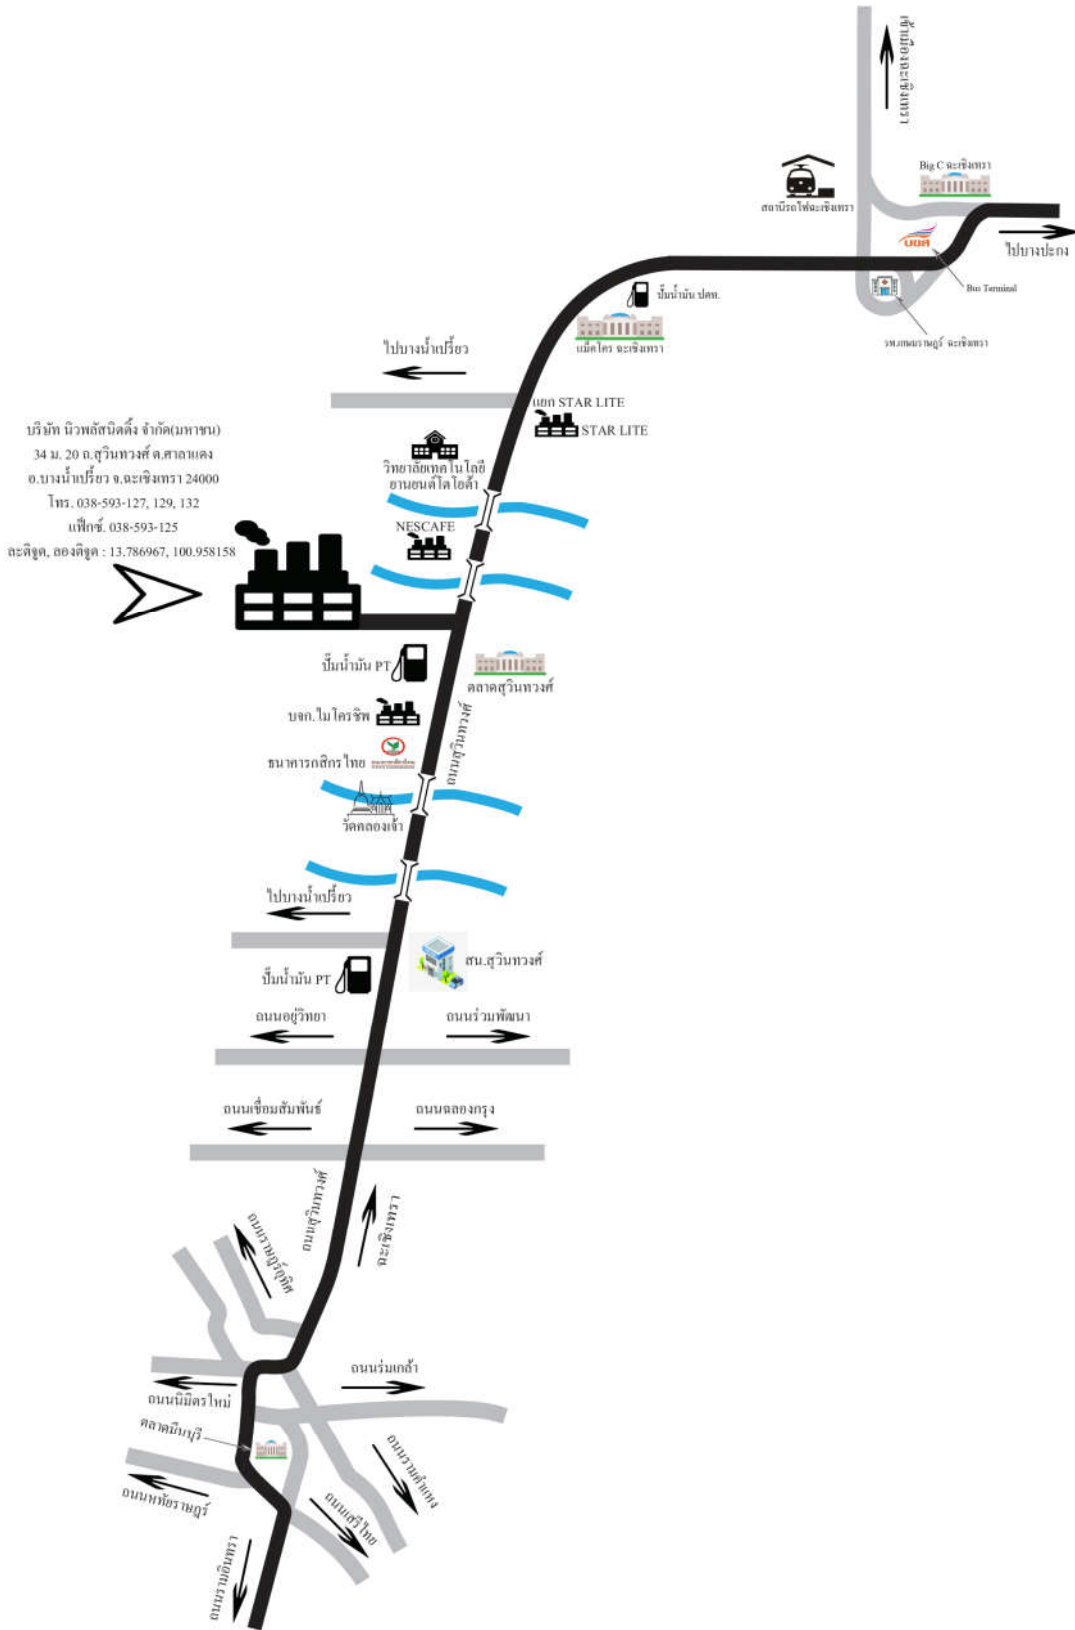 เข้าเมืองฉะเชิงเทรา
Big C ฉะเชิงเทรา
สถานีรถไฟฉะเชิงเทรา
บขส
ไปบางปะกง
Bus Terminal
ปั๊มน้ำมัน ปตท.
แม็คโคร ฉะเชิงเทรา
รพ.เกษมราษฎร์ ฉะเชิงเทรา
ไปบางน้ำเปรี้ยว
แยก STAR LITE
STAR LITE
บริษัท นิวพลัสนิตติ้ง จำกัด(มหาชน)
34 ม. 20 ถ.สุวินทวงศ์ ต.ศาลาแดง
อ.บางน้ำเปรี้ยว จ.ฉะเชิงเทรา 24000
โทร. 038-593-127, 129, 132
แฟ็กซ์. 038-593-125
ละติจูด, ลองติจูด : 13.786967, 100.958158
วิทยาลัยเทคโนโลยี
ยานยนต์โตโยต้า
NESCAFE
ปั๊มน้ำมัน PT
ตลาดสุวินทวงศ์
บจก.ไมโครชิพ
ถนนสุวินทวงศ์
ธนาคารกสิกรไทย
วัดคลองเจ้า
ไปบางน้ำเปรี้ยว
สน.สุวินทวงศ์
ปั๊มน้ำมัน PT
ถนนอยู่วิทยา
ถนนร่วมพัฒนา
ถนนเชื่อมสัมพันธ์
ถนนฉลองกรุง
ถนนสุวินทวงศ์
ฉะเชิงเทรา
ถนนราษฎร์อุทิศ
ถนนร่มเกล้า
ถนนนิมิตรใหม่
ตลาดมีนบุรี
ถนนรามคำแหง
ถนนหทัยราษฎร์
ถนนเสรีไทย
ถนนรามอินทรา